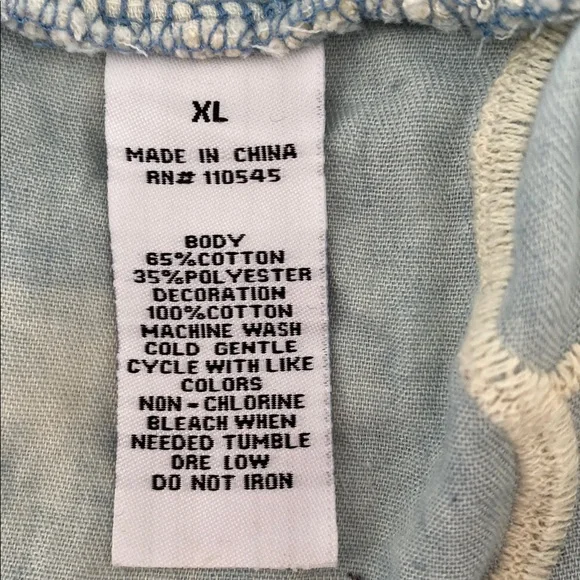 XL
MADE IN CHINA
RN# 110545
BODY
65%COTTON
35%POLYESTER
DECORATION
100%COTTON
MACHINE WASH
COLD GENTLE
CYCLE WITH LIKE
COLORS
NON-CHLORINE
BLEACH WHEN
NEEDED TUMBLE
DRE LOW
DO NOT IRON